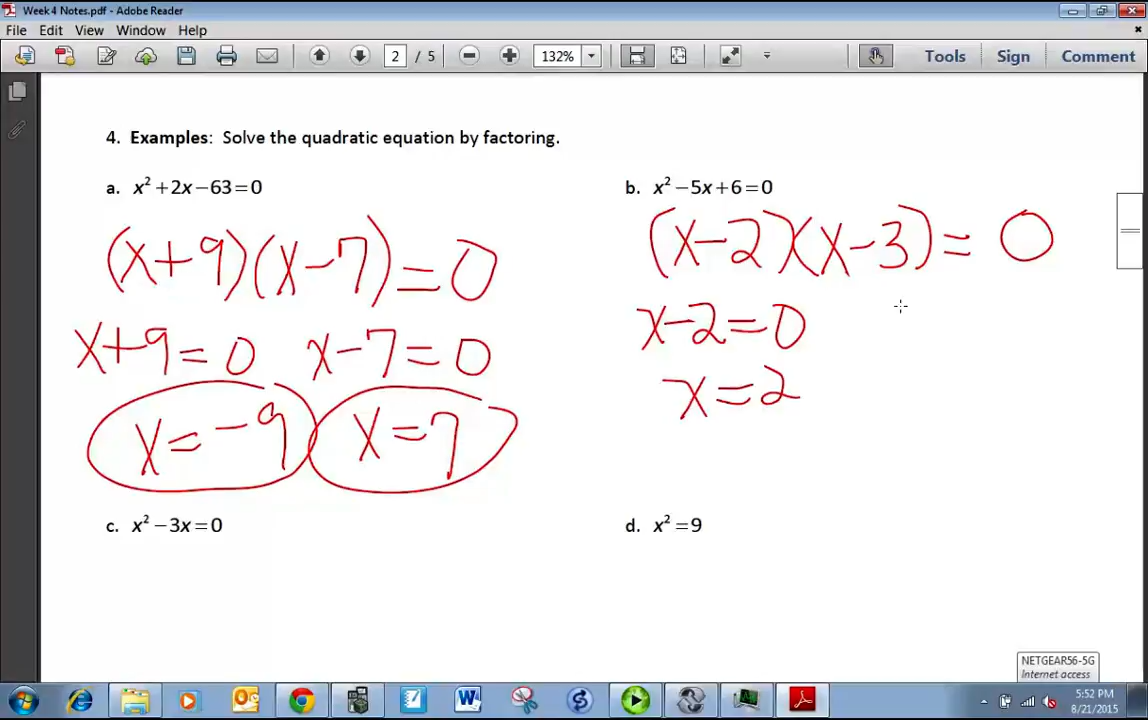 Week 4 Notes.pdf - Adobe Reader
File Edit View Window Help
2 / 5 132% Tools Sign Comment
4. Examples: Solve the quadratic equation by factoring.
a. x² + 2x − 63 = 0
(x+9)(x-7) = 0
x+9 = 0 x-7 = 0
x = -9 x = 7
b. x² − 5x + 6 = 0
(x-2)(x-3) = 0
x-2 = 0
x = 2
c. x² − 3x = 0
d. x² = 9
NETGEAR56-5G
Internet access
5:52 PM
8/21/2015